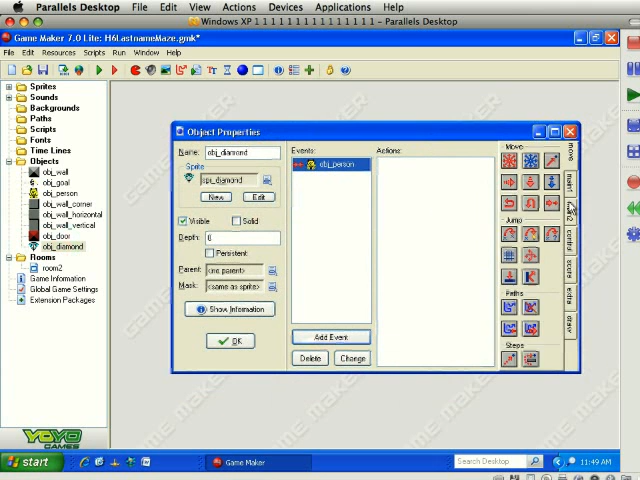 Parallels Desktop File Edit View Actions Devices Applications Help
Windows XP 1 1 1 1 1 1 1 1 1 1 1 1 1 1 - Parallels Desktop
Game Maker 7.0 Lite: H6LastnameMaze.gmk*
File Edit Resources Scripts Run Window Help
Sprites
Sounds
Backgrounds
Paths
Scripts
Fonts
Time Lines
Objects
obj_wall
obj_goal
obj_person
obj_wall_corner
obj_wall_horizontal
obj_wall_vertical
obj_door
obj_diamond
Rooms
room2
Game Information
Global Game Settings
Extension Packages
YOYO
GAMES
Object Properties
Name: obj_diamond
Sprite
spr_diamond
New Edit
Visible Solid
Depth: 0
Persistent
Parent: <no parent>
Mask: <same as sprite>
Show Information
OK
Events:
obj_person
Add Event
Delete Change
Actions:
Move
Jump
Paths
Steps
move
main1
control
score
extra
draw
GAME MAKER
start
Game Maker
Search Desktop
11:49 AM